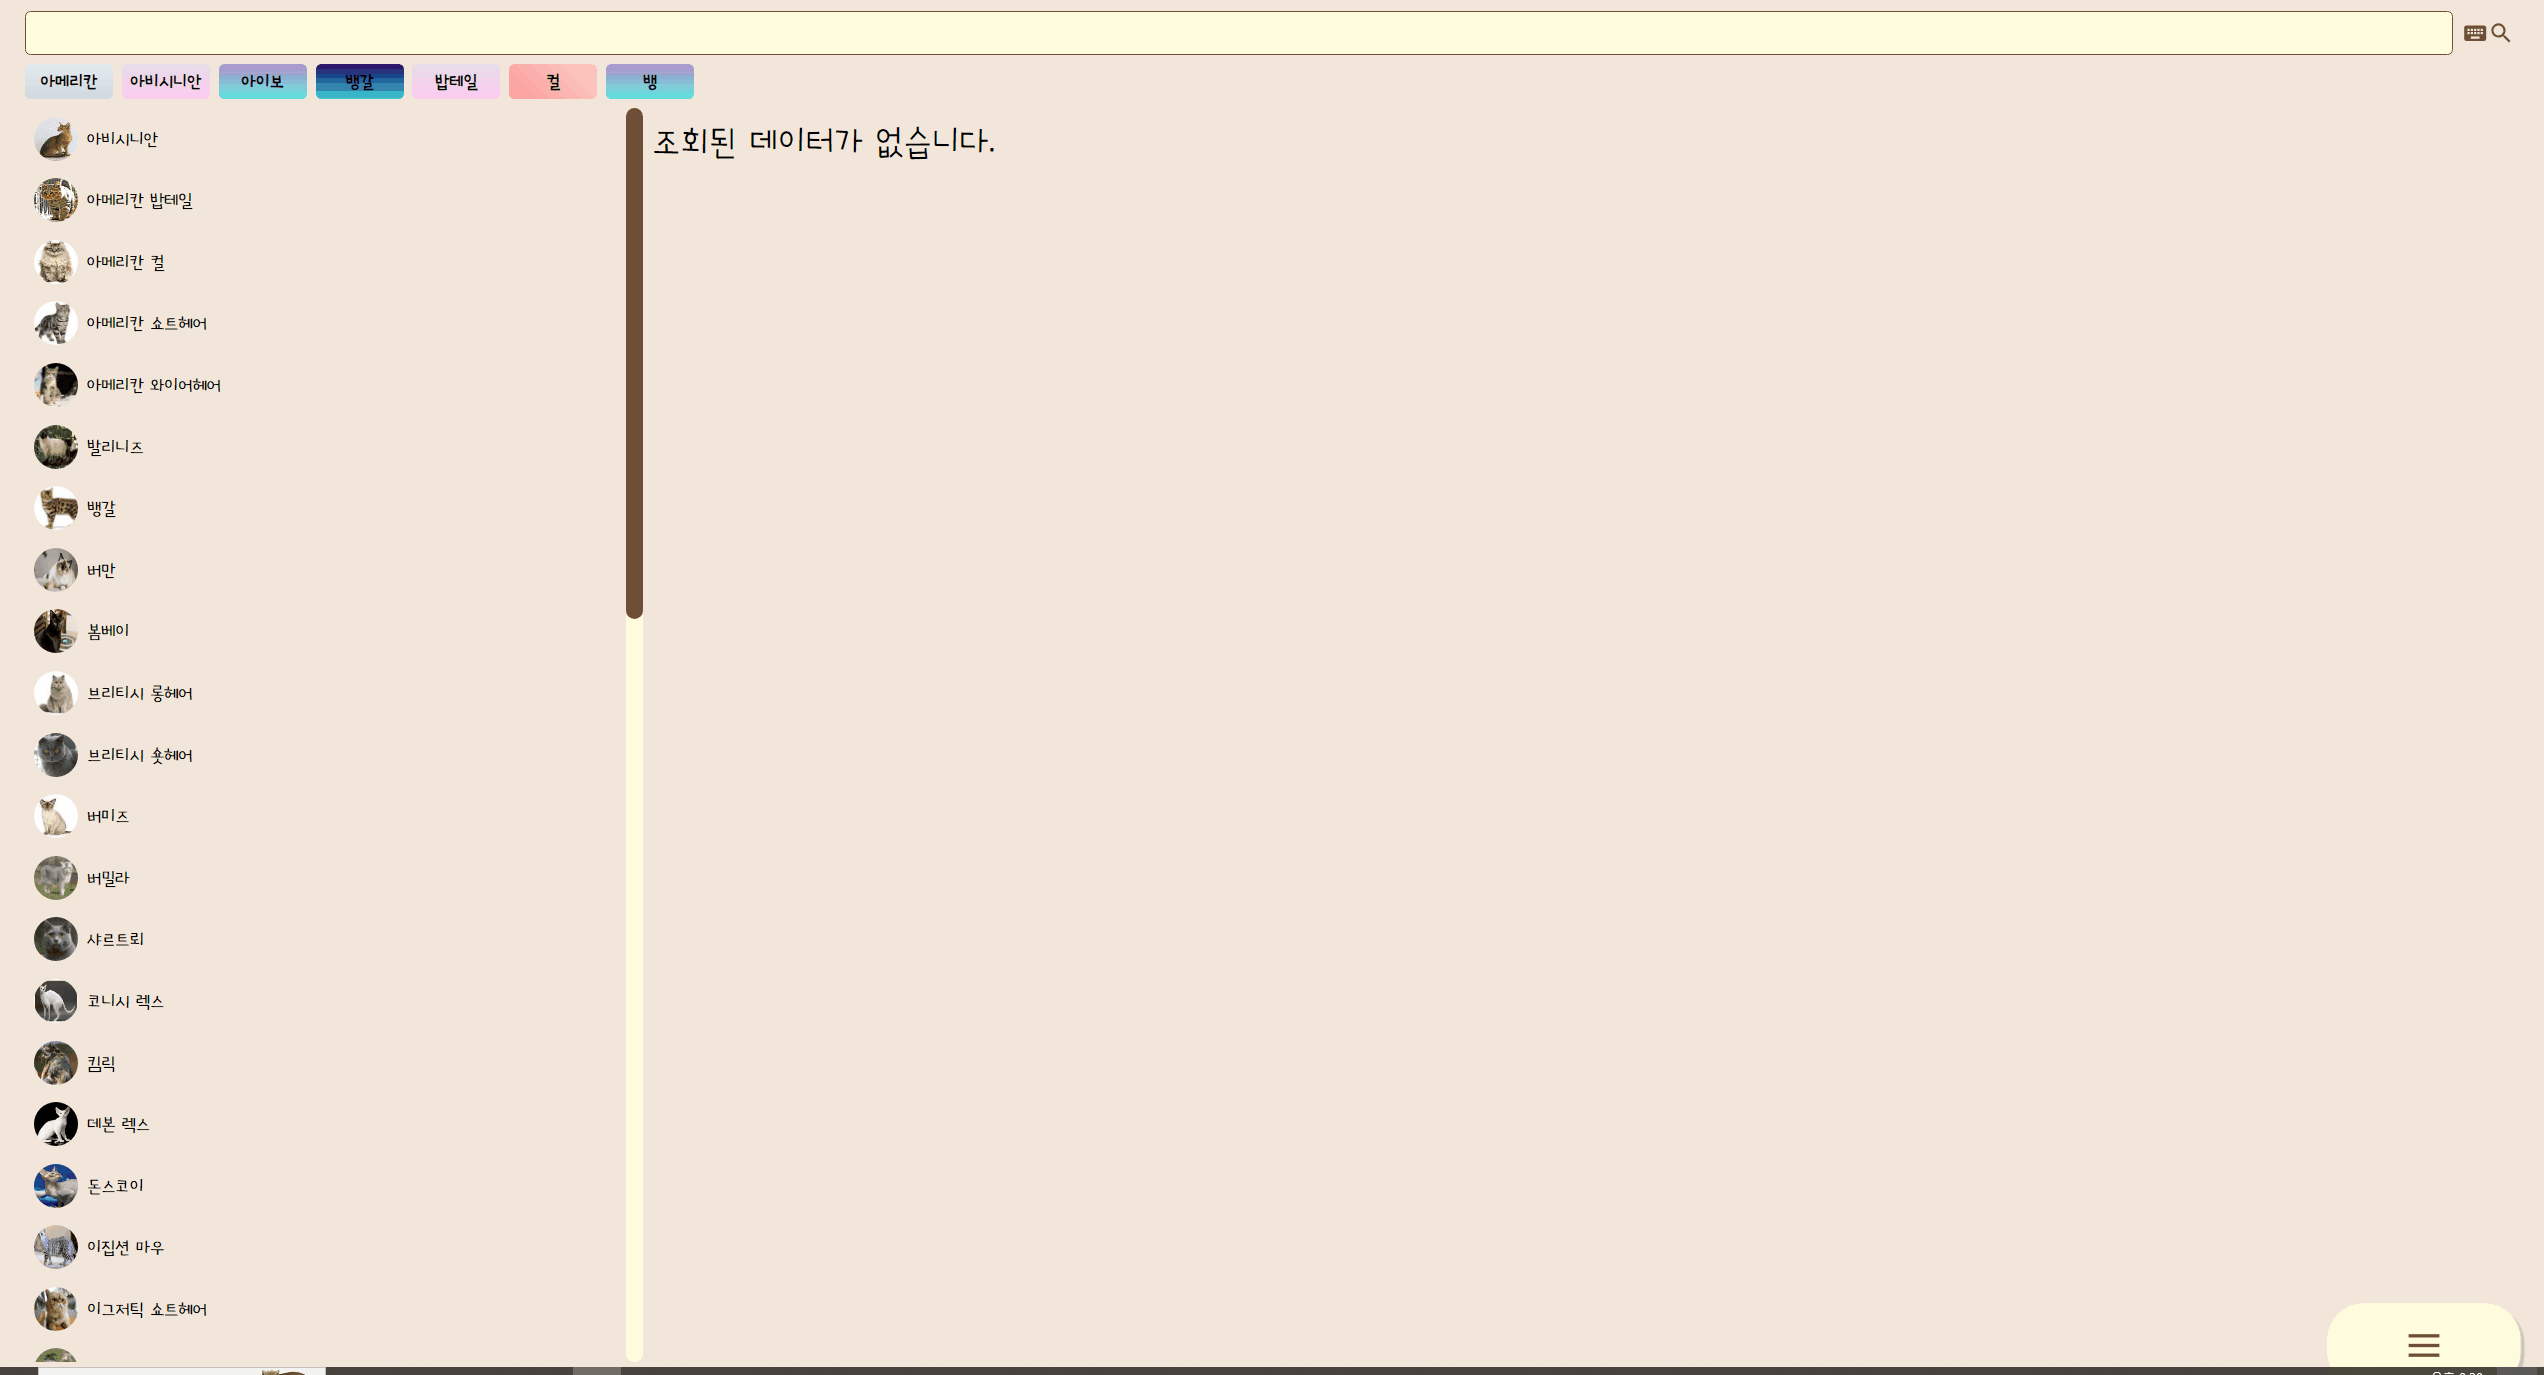 아메리칸 아비시니안 아이보 뱅갈 밥테일 컬 뱅
조회된 데이터가 없습니다.
아비시니안
아메리칸 밥테일
아메리칸 컬
아메리칸 쇼트헤어
아메리칸 와이어헤어
발리니즈
뱅갈
버만
봄베이
브리티시 롱헤어
브리티시 숏헤어
버미즈
버밀라
샤르트뢰
코니시 렉스
킴릭
데본 렉스
돈스코이
이집션 마우
이그저틱 쇼트헤어